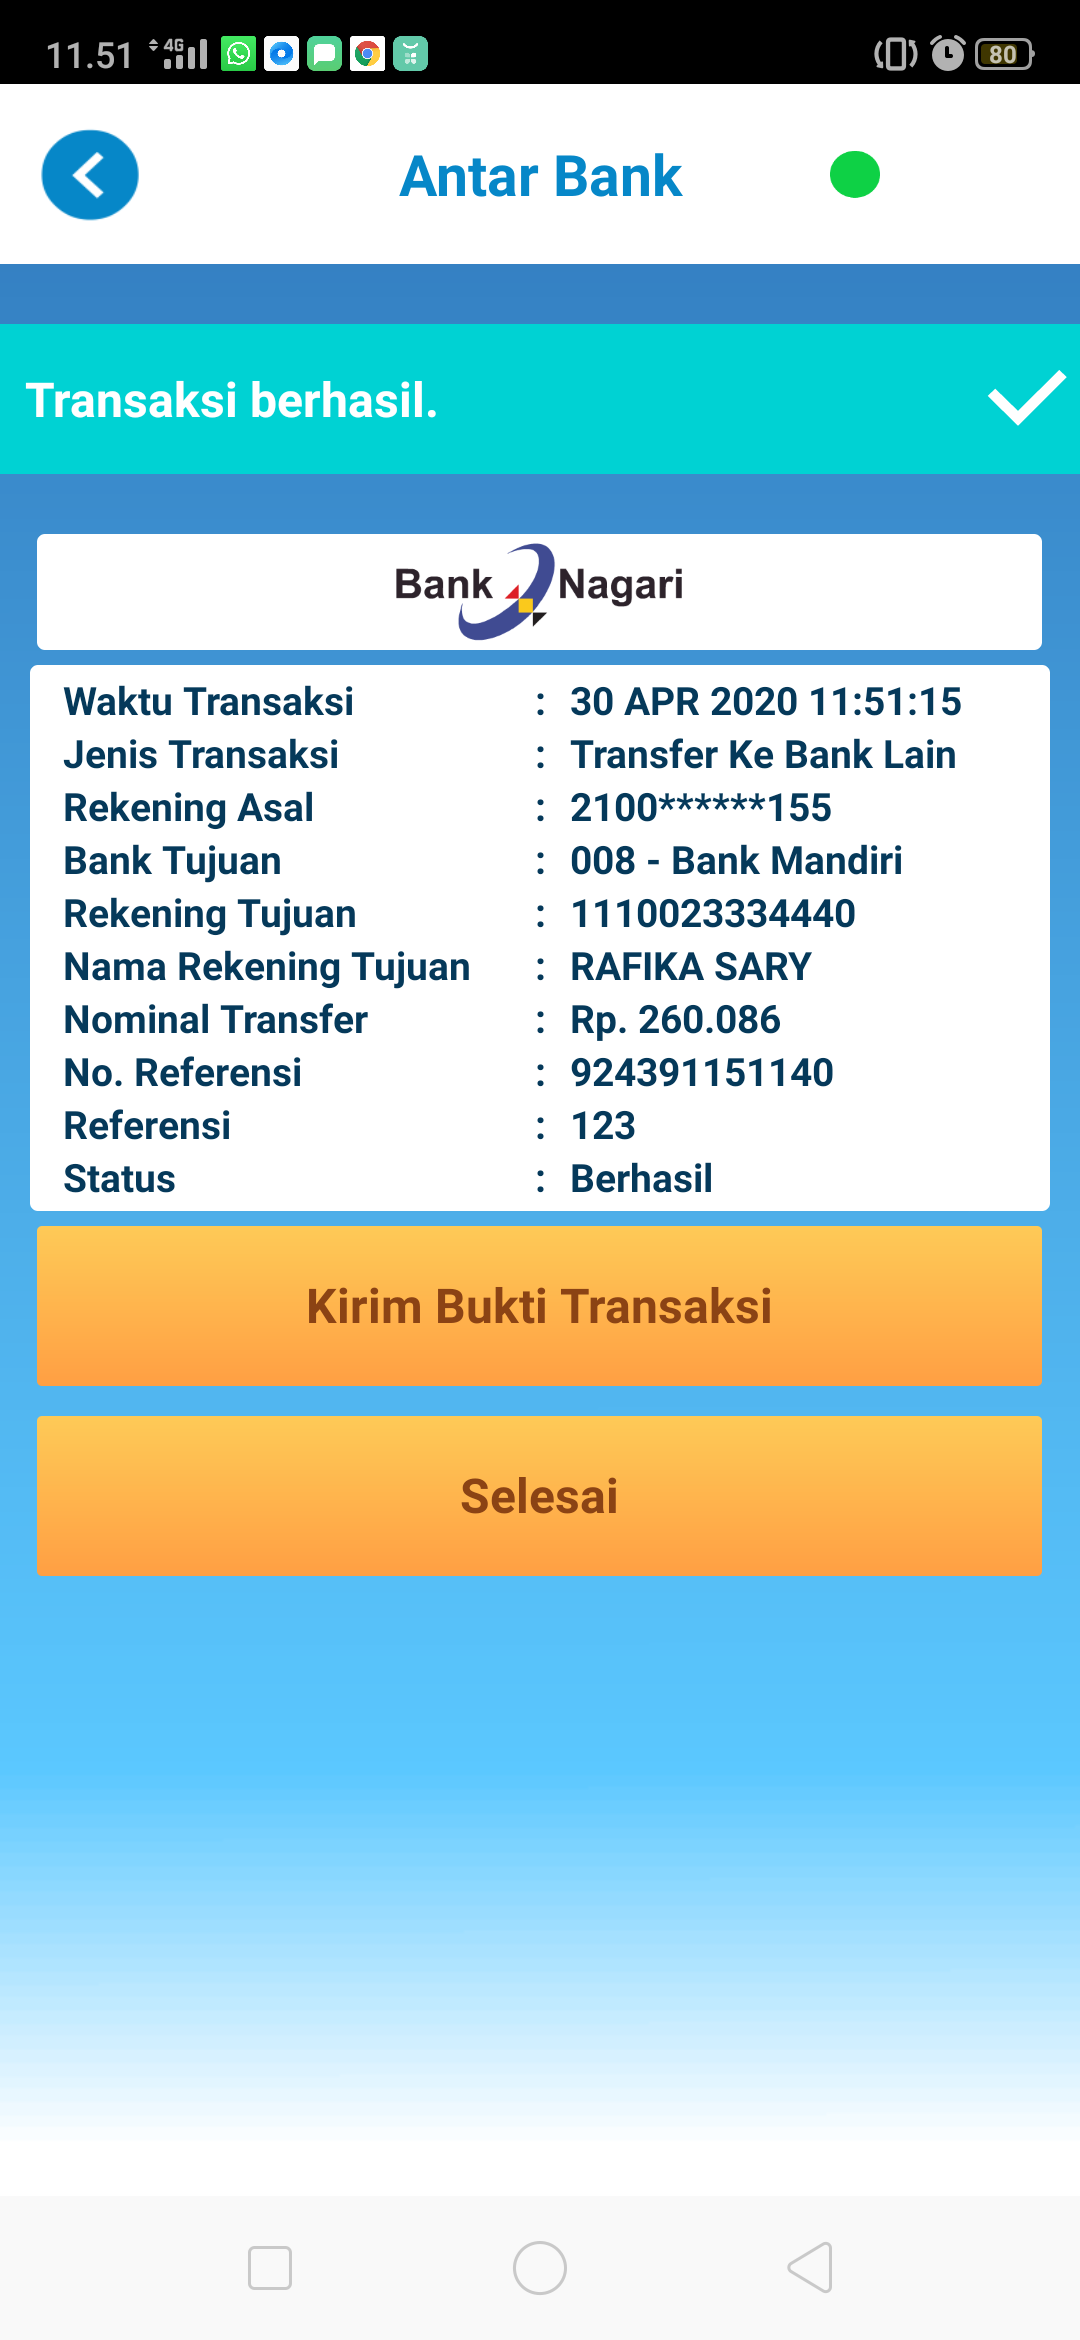 11.51 4G 80
Antar Bank
Transaksi berhasil.
Bank Nagari
Waktu Transaksi : 30 APR 2020 11:51:15
Jenis Transaksi : Transfer Ke Bank Lain
Rekening Asal : 2100******155
Bank Tujuan : 008 - Bank Mandiri
Rekening Tujuan : 1110023334440
Nama Rekening Tujuan : RAFIKA SARY
Nominal Transfer : Rp. 260.086
No. Referensi : 924391151140
Referensi : 123
Status : Berhasil
Kirim Bukti Transaksi
Selesai